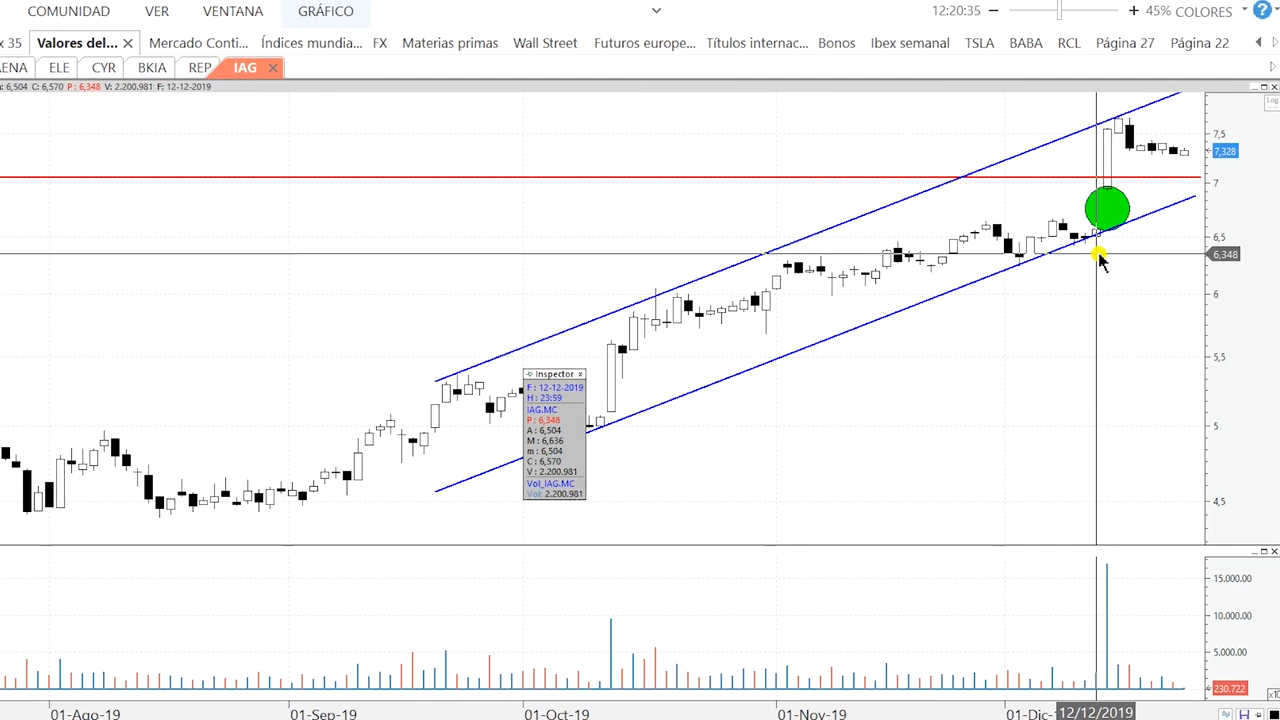 COMUNIDAD VER VENTANA GRÁFICO 12:20:35 − + 45% COLORES ?
x 35 Valores del... × Mercado Conti... Índices mundia... FX Materias primas Wall Street Futuros europe... Títulos internac... Bonos Ibex semanal TSLA BABA RCL Página 27 Página 22
AENA ELE CYR BKIA REP IAG ×
: 6,504 C: 6,570 P: 6,348 V: 2.200.981 F: 12-12-2019
Log
7,5
7,328
7
6,5
6,348
6
5,5
Inspector x
F : 12-12-2019
H : 23:59
IAG.MC
P : 6,348
A : 6,504
M : 6,636
m : 6,504
C : 6,570
V : 2.200.981
Vol_IAG.MC
Vol: 2.200.981
5
4,5
15.000.00
10.000.00
5.000.00
230.722
x10
01-Ago-19 01-Sep-19 01-Oct-19 01-Nov-19 01-Dic-1 12/12/2019